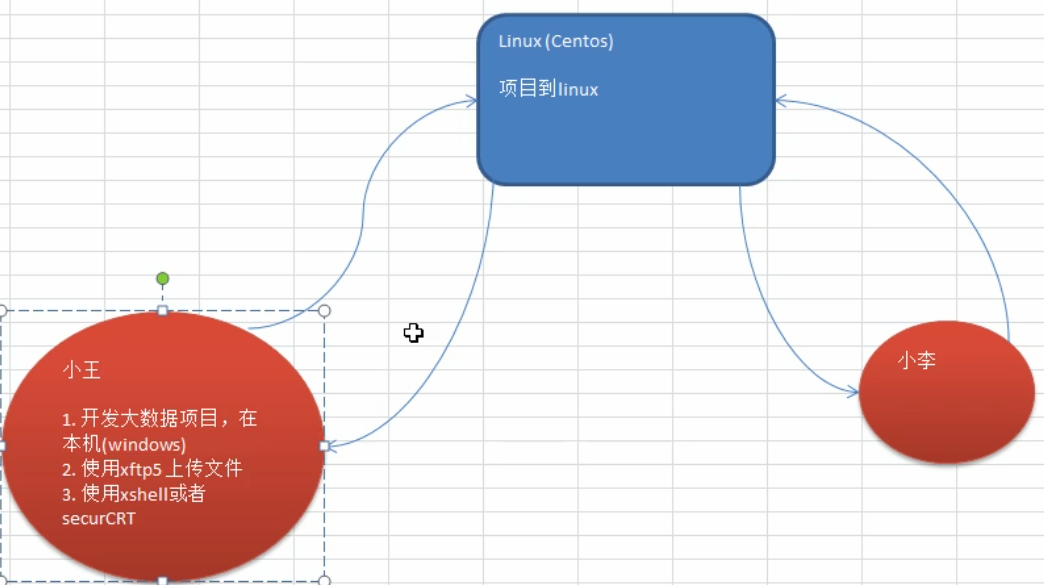 Linux (Centos)
项目到linux
小王
1. 开发大数据项目，在
本机(windows)
2. 使用xftp5 上传文件
3. 使用xshell或者
securCRT
小李